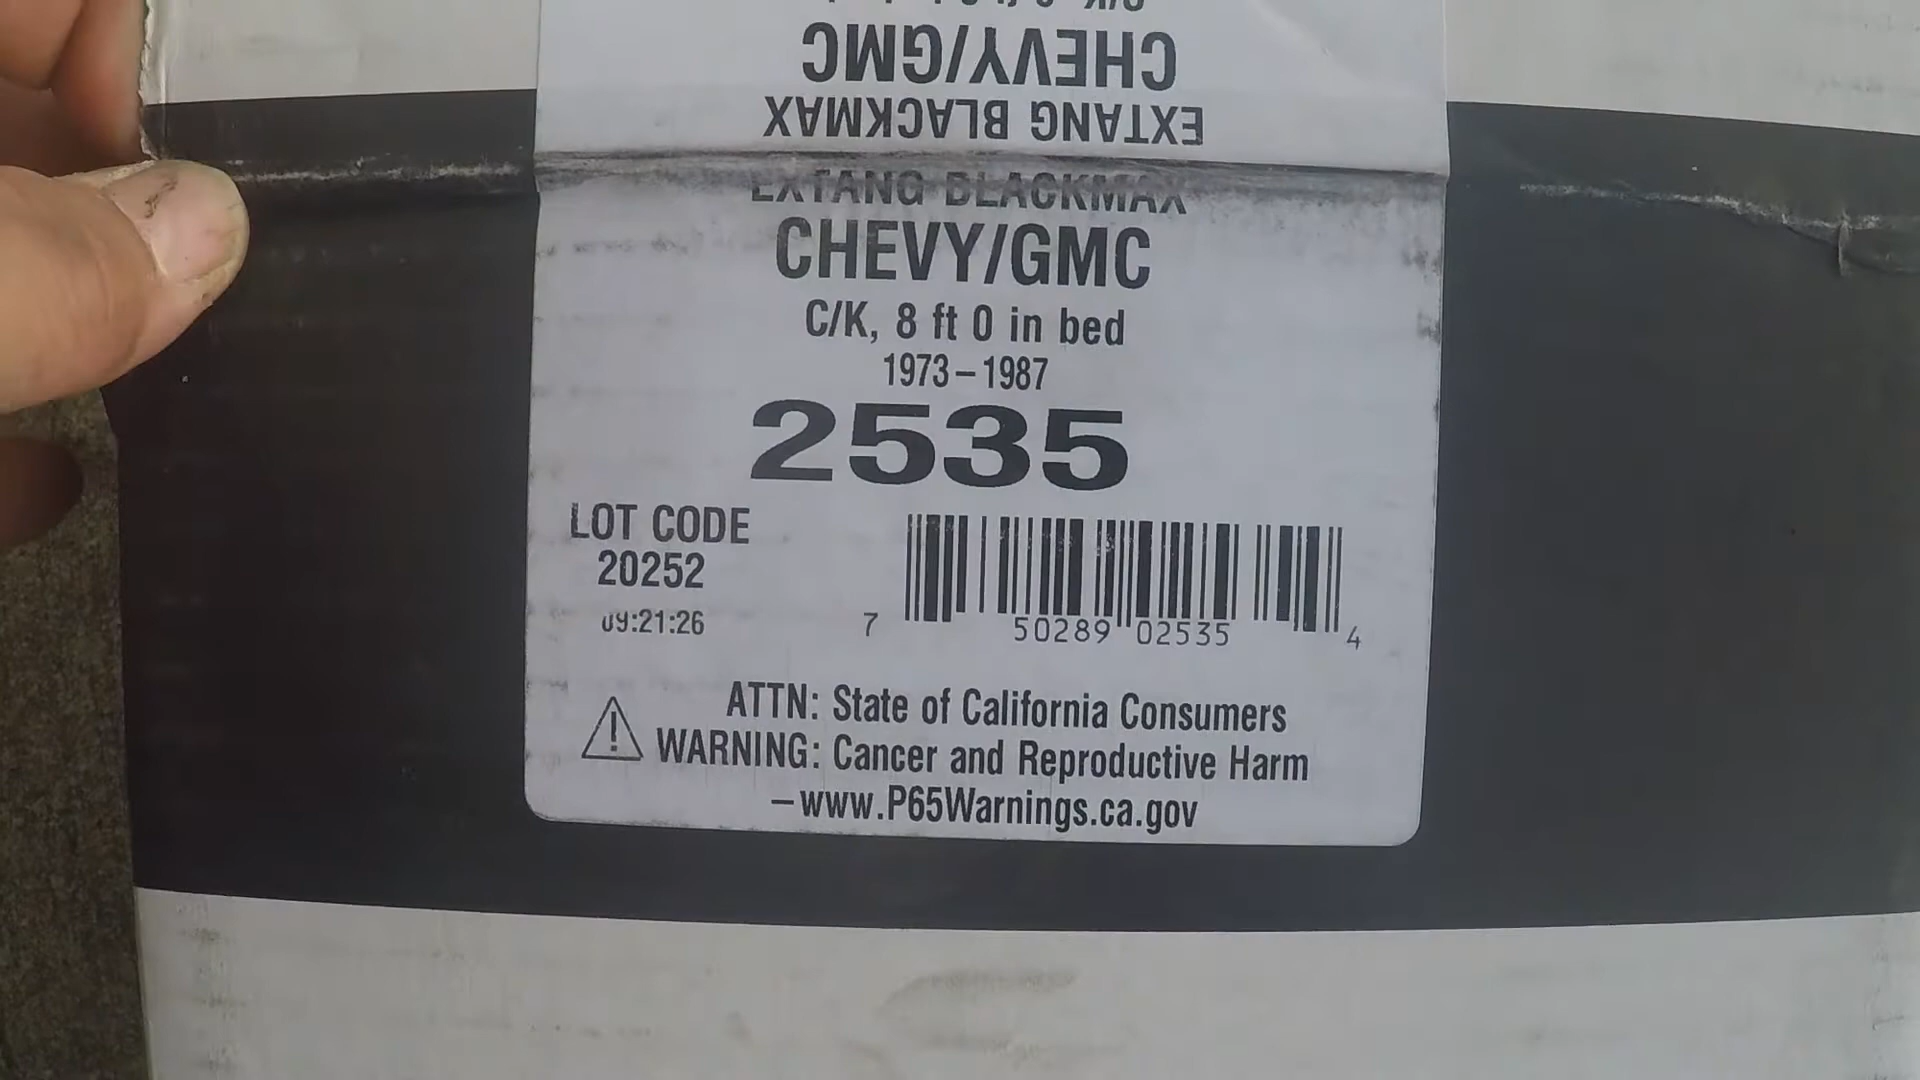 CHEVY/GMC
EXTANG BLACKMAX
EXTANG BLACKMAX
CHEVY/GMC
C/K, 8 ft 0 in bed
1973–1987
2535
LOT CODE
20252
09:21:26
7 50289 02535 4
ATTN: State of California Consumers
WARNING: Cancer and Reproductive Harm
–www.P65Warnings.ca.gov